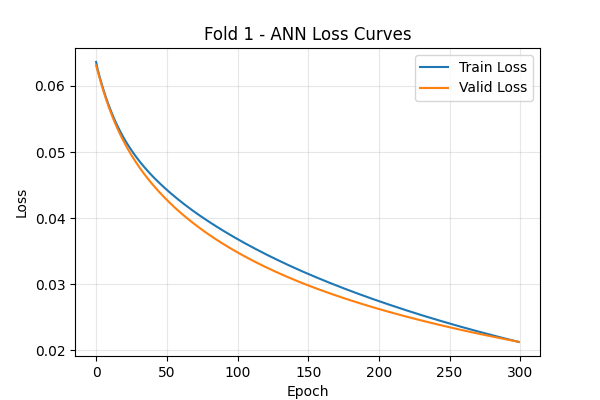 Fold 1 - ANN Loss Curves
Train Loss
Valid Loss
0.06
0.05
0.04
0.03
0.02
Loss
0 50 100 150 200 250 300
Epoch